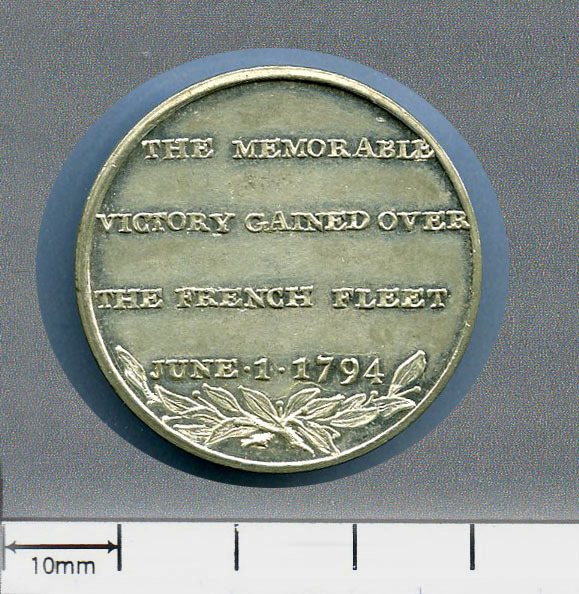 THE MEMORABLE
VICTORY GAINED OVER
THE FRENCH FLEET
JUNE·1·1794
10mm